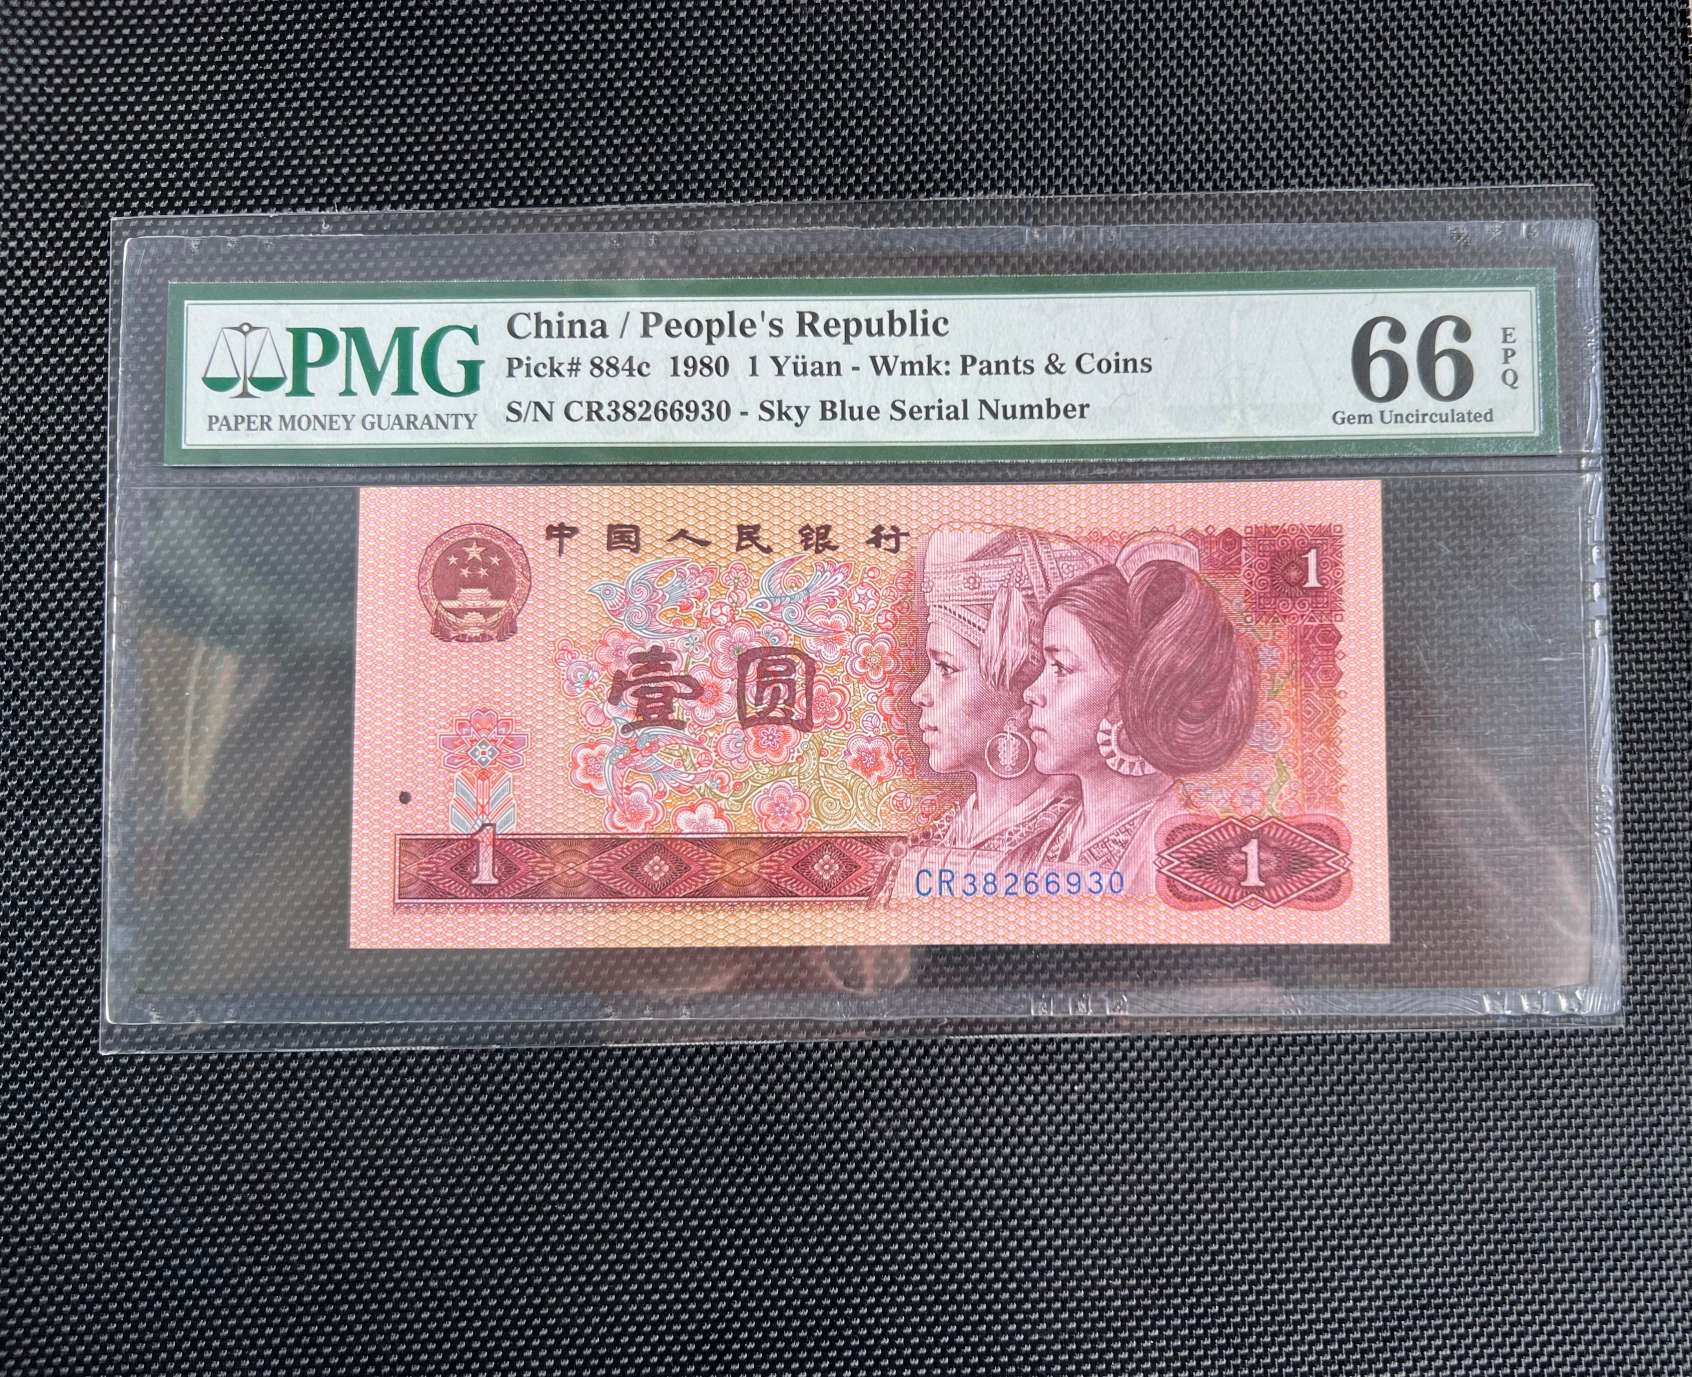 PMG
PAPER MONEY GUARANTY
China / People's Republic
Pick# 884c 1980 1 Yüan - Wmk: Pants & Coins
S/N CR38266930 - Sky Blue Serial Number
66
EPQ
Gem Uncirculated
中国人民银行
1
壹圆
1
CR38266930
1